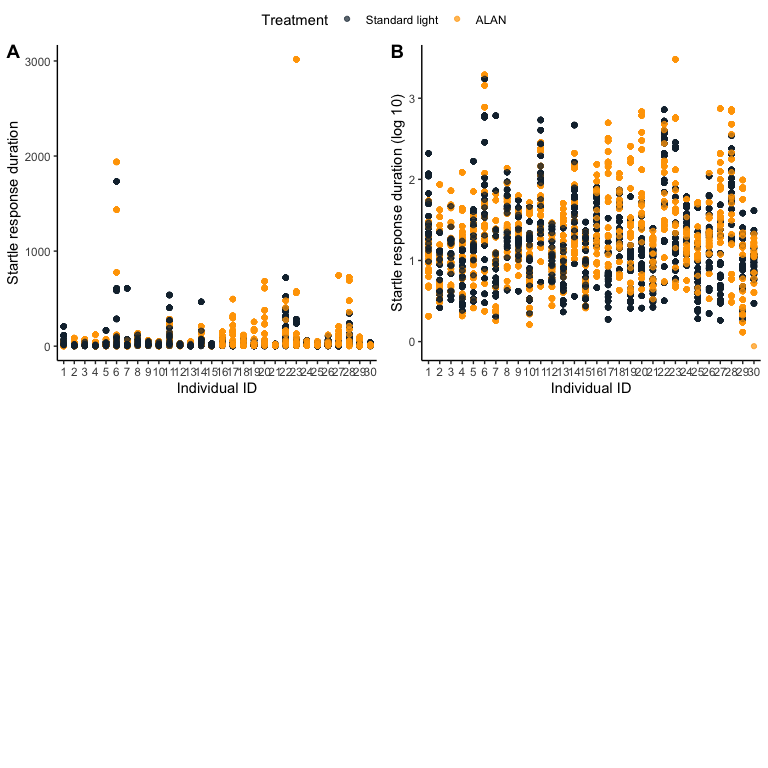 Treatment Standard light ALAN
A B
Startle response duration
3000
2000
1000
0
1 2 3 4 5 6 7 8 9 10 11 12 13 14 15 16 17 18 19 20 21 22 23 24 25 26 27 28 29 30
Individual ID
Startle response duration (log 10)
3
2
1
0
1 2 3 4 5 6 7 8 9 10 11 12 13 14 15 16 17 18 19 20 21 22 23 24 25 26 27 28 29 30
Individual ID